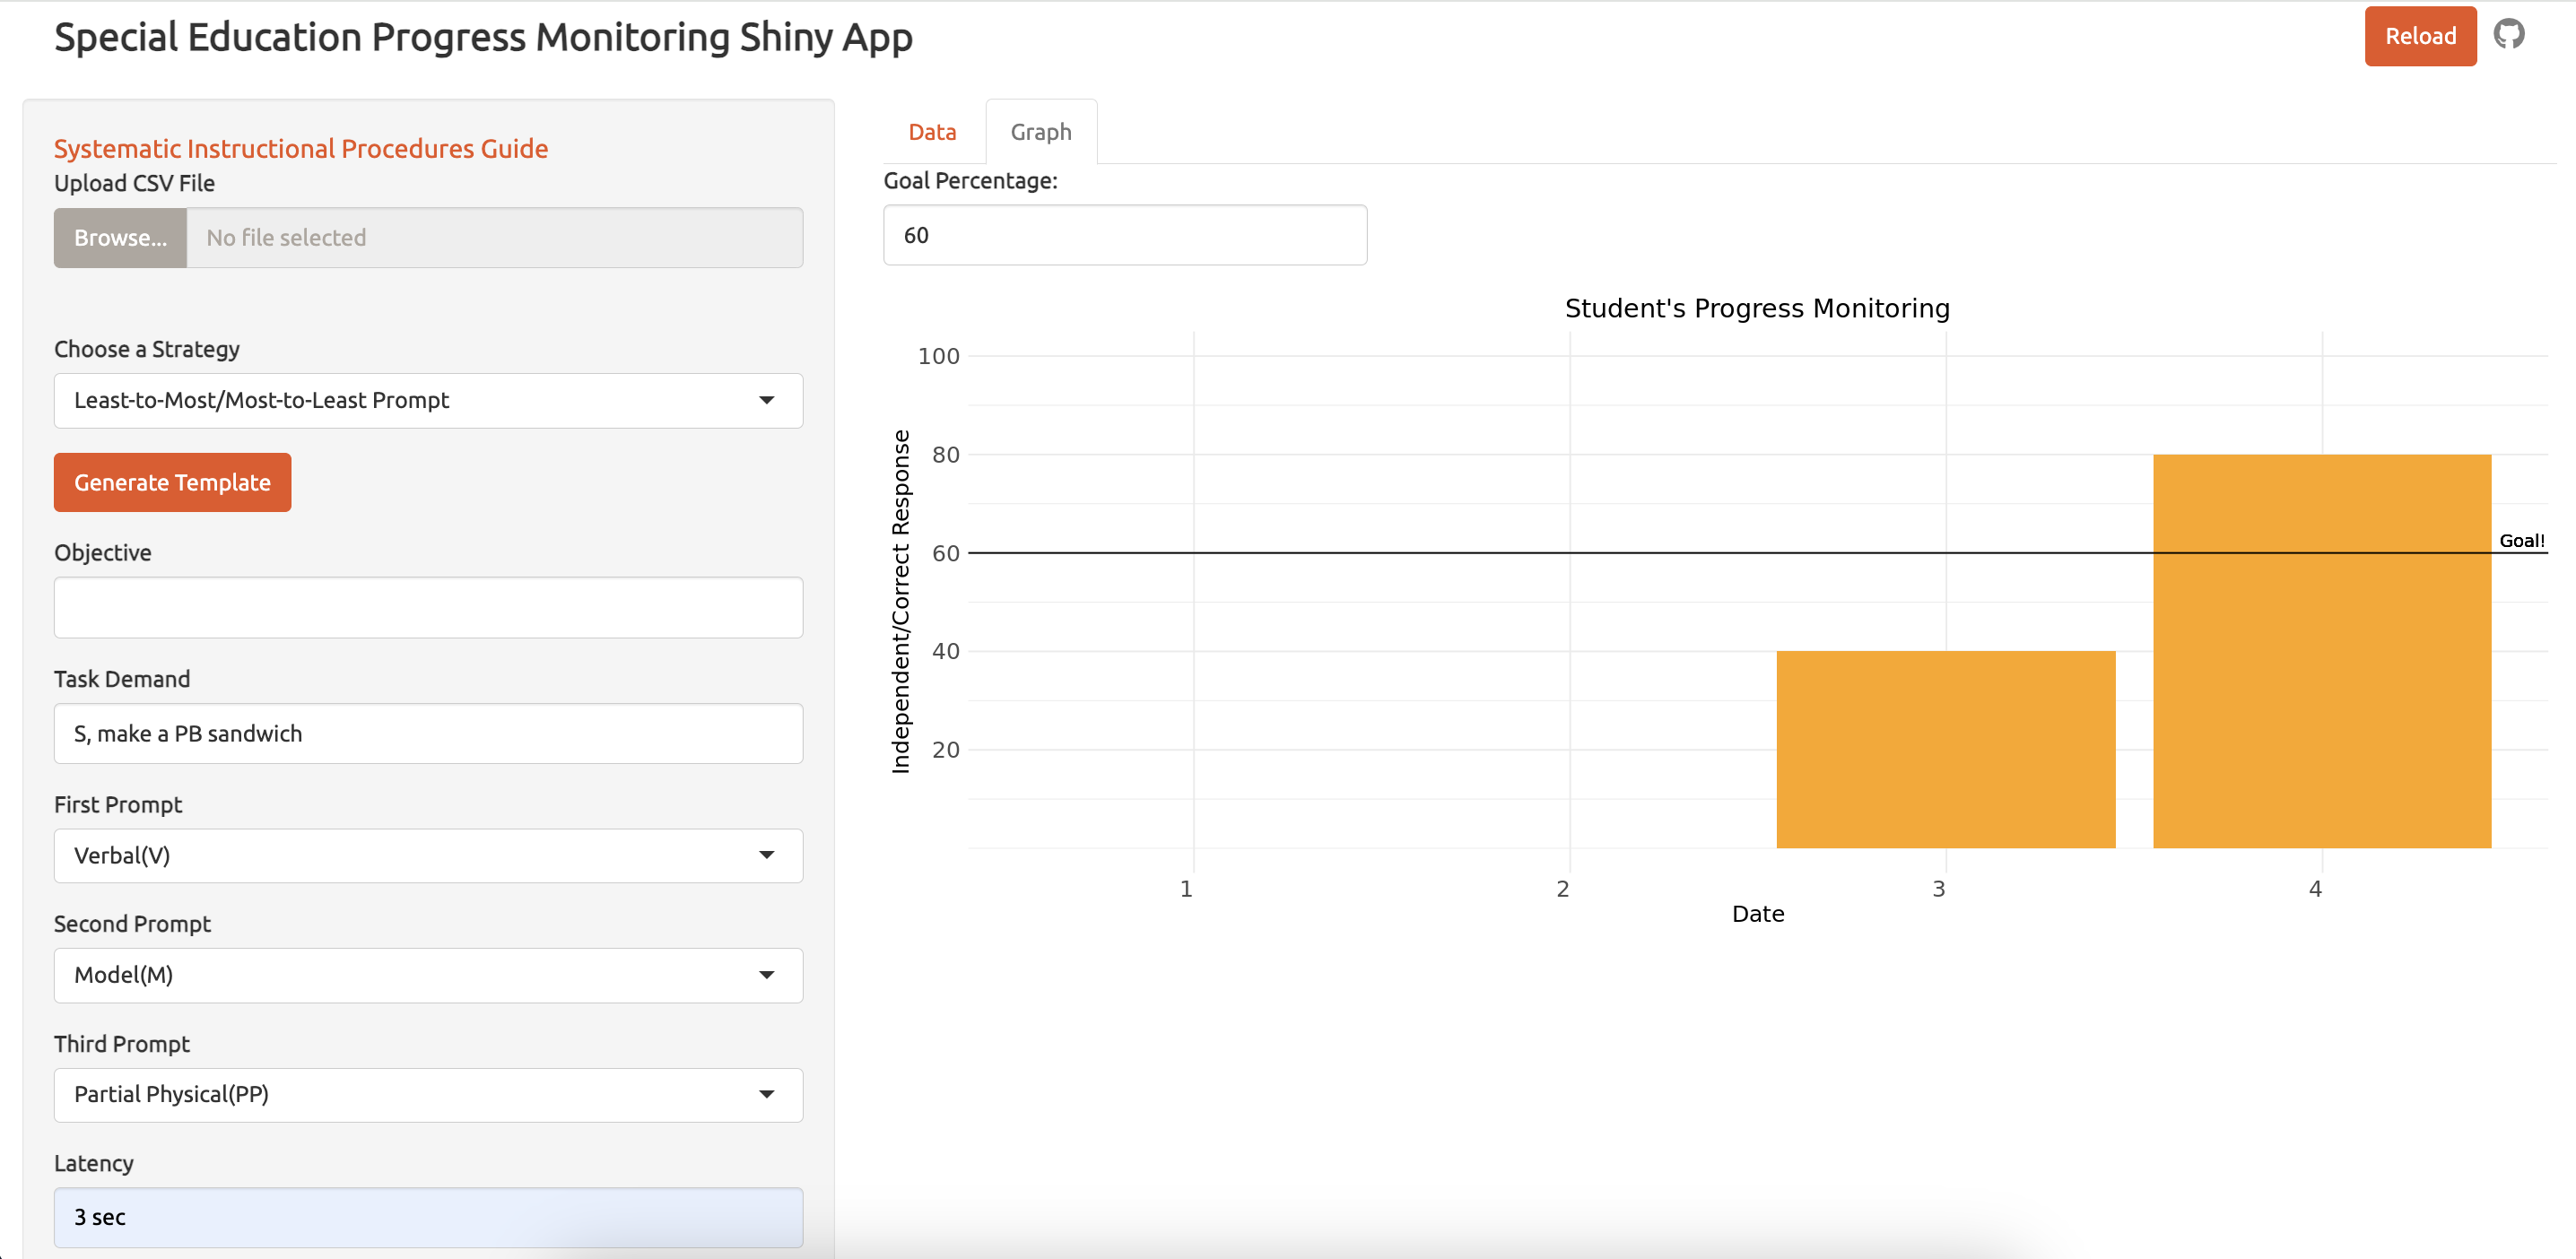 Special Education Progress Monitoring Shiny App
Reload
Systematic Instructional Procedures Guide
Upload CSV File
Browse...
No file selected
Choose a Strategy
Least-to-Most/Most-to-Least Prompt
Generate Template
Objective
Task Demand
S, make a PB sandwich
First Prompt
Verbal(V)
Second Prompt
Model(M)
Third Prompt
Partial Physical(PP)
Latency
3 sec
Data
Graph
Goal Percentage:
60
Student's Progress Monitoring
Independent/Correct Response
100
80
60
40
20
Goal!
1
2
3
4
Date